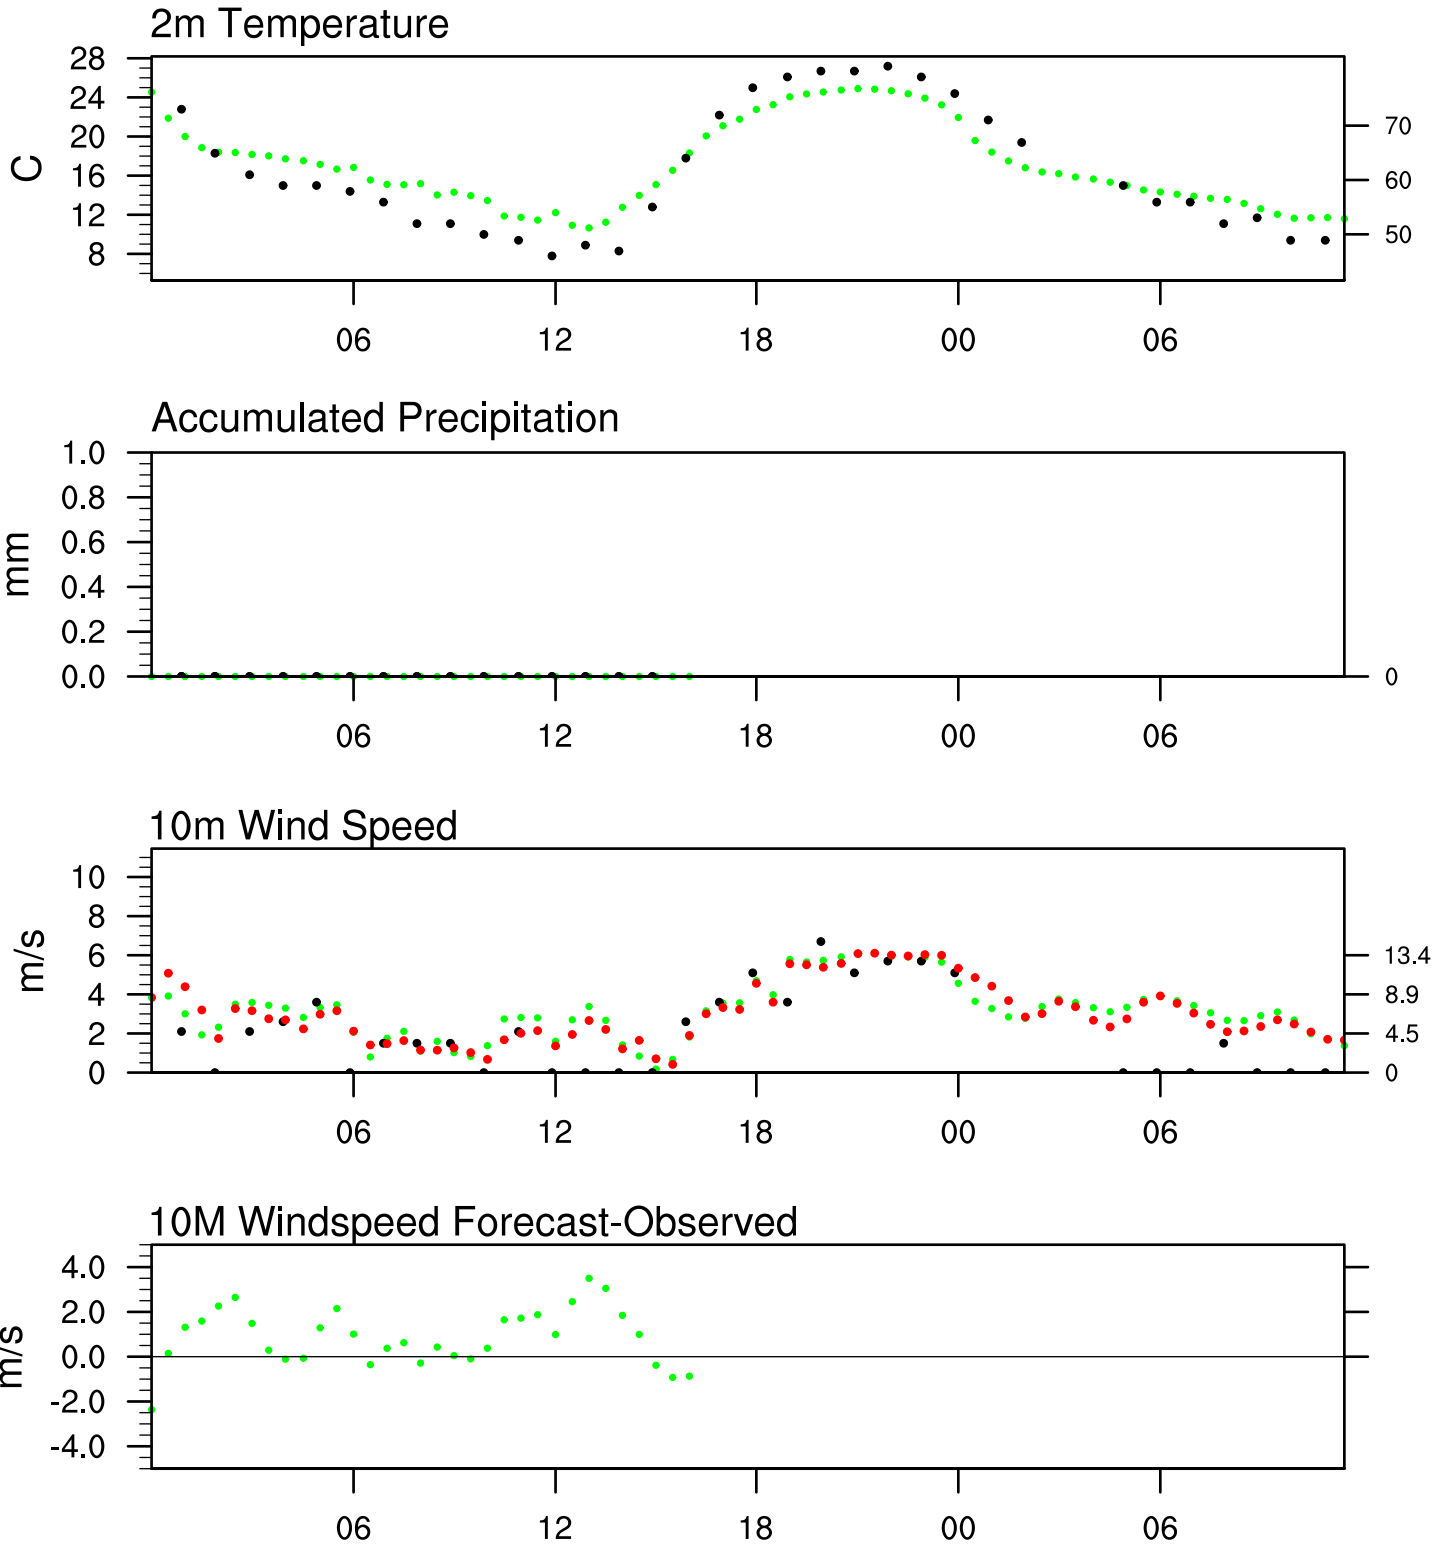 2m Temperature
28
24
20
16
12
8
C
70
60
50
06 12 18 00 06
Accumulated Precipitation
1.0
0.8
0.6
0.4
0.2
0.0
mm
0
06 12 18 00 06
10m Wind Speed
10
8
6
4
2
0
m/s
13.4
8.9
4.5
0
06 12 18 00 06
10M Windspeed Forecast-Observed
4.0
2.0
0.0
-2.0
-4.0
m/s
06 12 18 00 06